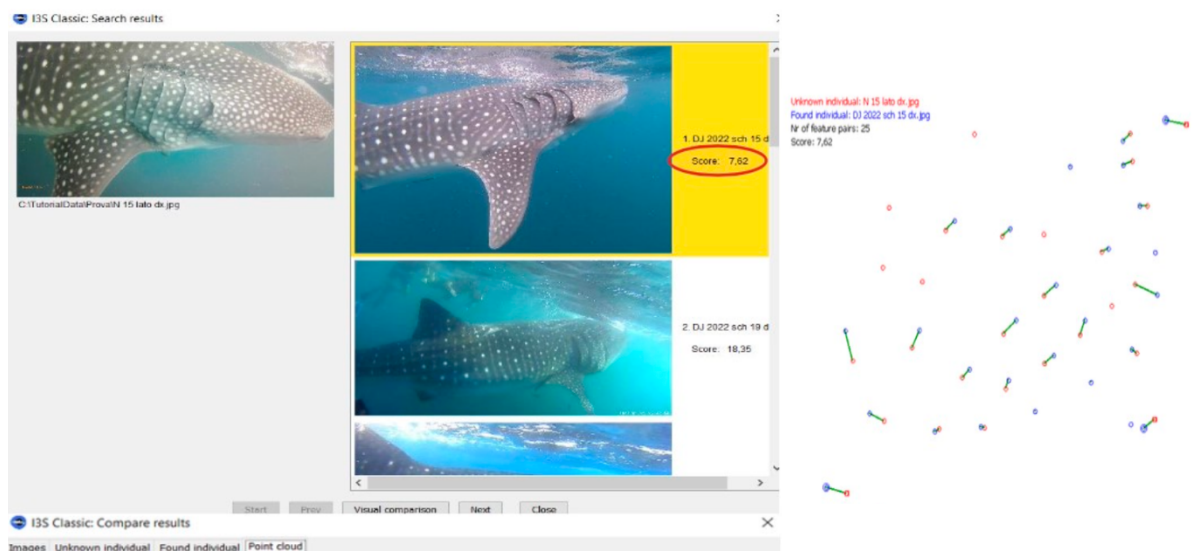 I3S Classic: Search results
C:\TutorialData\Prova\N 15 lato dx.jpg
1. DJ 2022 sch 15 d
Score: 7,62
2. DJ 2022 sch 19 d
Score: 18,35
Start Prev Visual comparison Next Close
I3S Classic: Compare results
Images Unknown individual Found individual Point cloud
Unknown individual: N 15 lato dx.jpg
Found individual: DJ 2022 sch 15 dx.jpg
Nr of feature pairs: 25
Score: 7,62